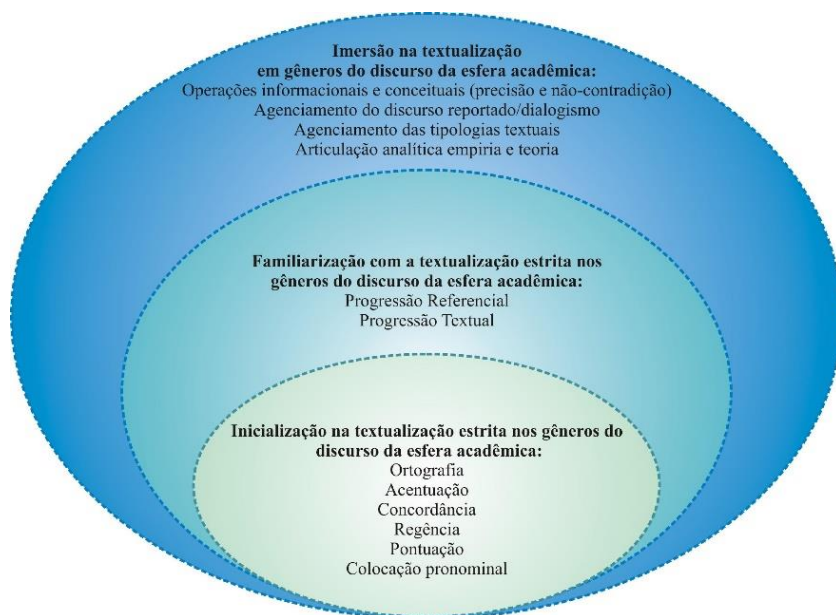 Imersão na textualização
em gêneros do discurso da esfera acadêmica:
Operações informacionais e conceituais (precisão e não-contradição)
Agenciamento do discurso reportado/dialogismo
Agenciamento das tipologias textuais
Articulação analítica empiria e teoria
Familiarização com a textualização estrita nos
gêneros do discurso da esfera acadêmica:
Progressão Referencial
Progressão Textual
Inicialização na textualização estrita nos gêneros do
discurso da esfera acadêmica:
Ortografia
Acentuação
Concordância
Regência
Pontuação
Colocação pronominal